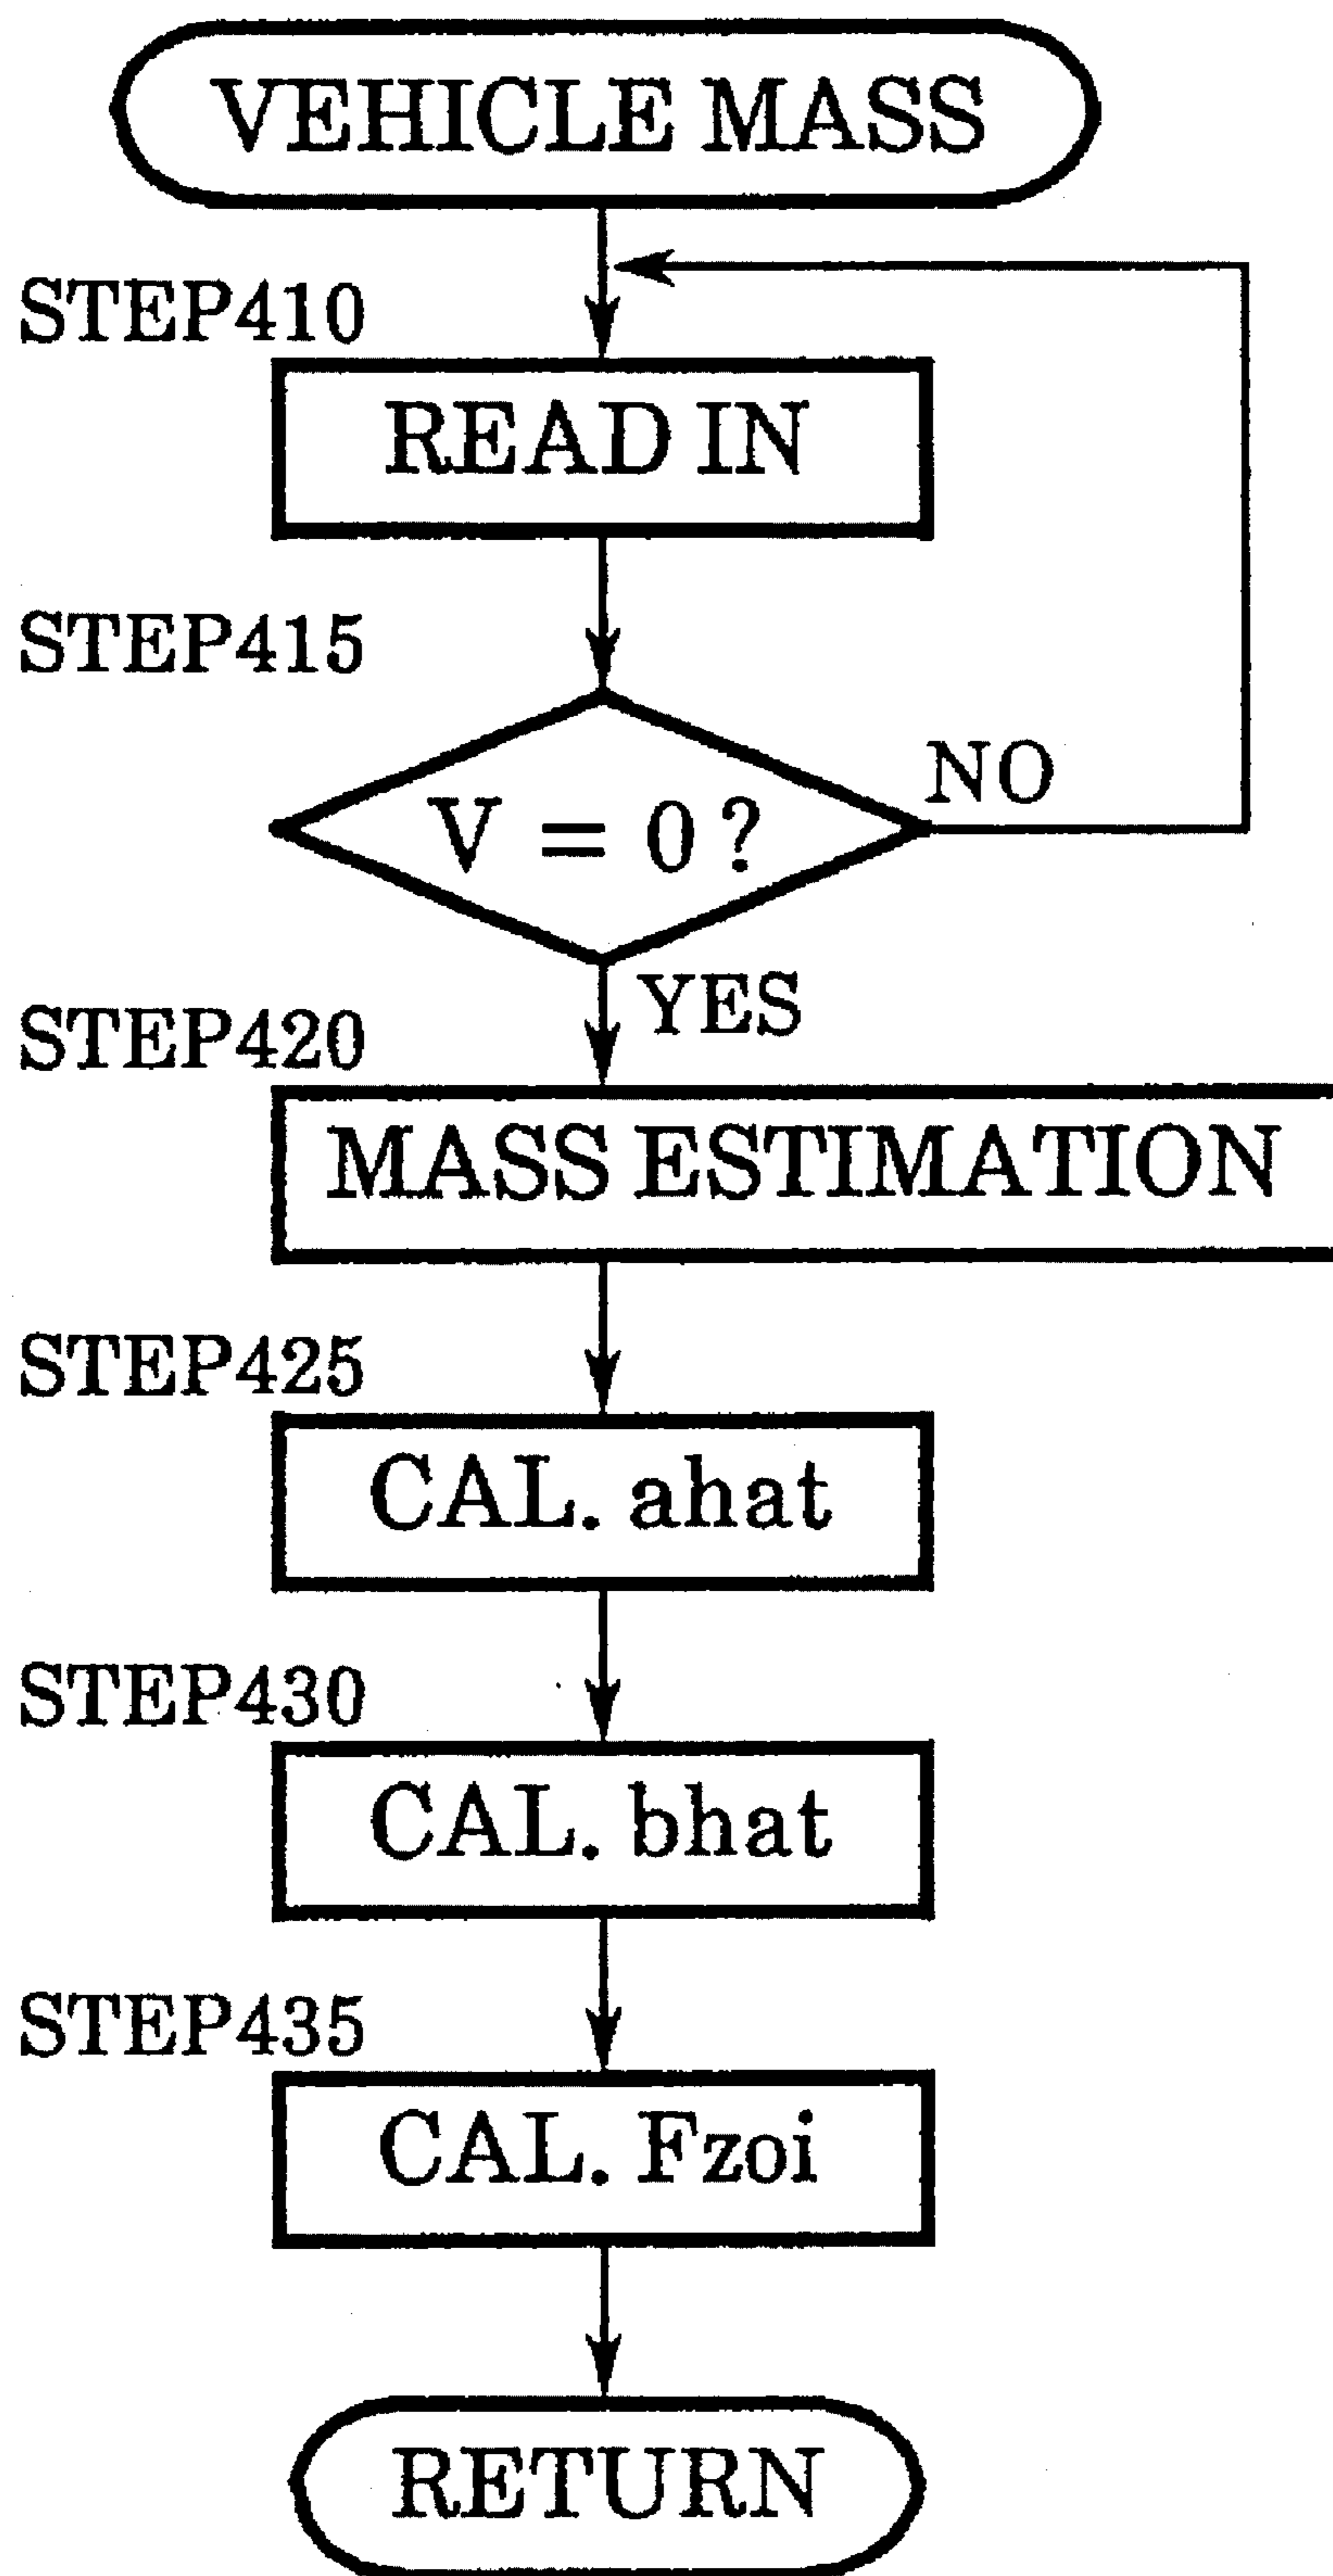 VEHICLE MASS
STEP410
READ IN
STEP415
V = 0 ?
NO
YES
STEP420
MASS ESTIMATION
STEP425
CAL. ahat
STEP430
CAL. bhat
STEP435
CAL. Fzoi
RETURN